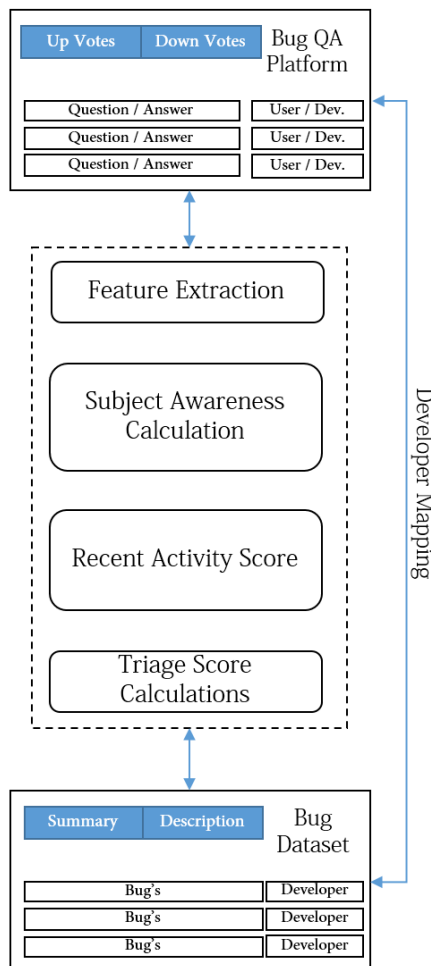 Up Votes Down Votes Bug QA
Platform
Question / Answer User / Dev.
Question / Answer User / Dev.
Question / Answer User / Dev.
Feature Extraction
Subject Awareness
Calculation
Developer Mapping
Recent Activity Score
Triage Score
Calculations
Summary Description Bug
Dataset
Bug's Developer
Bug's Developer
Bug's Developer